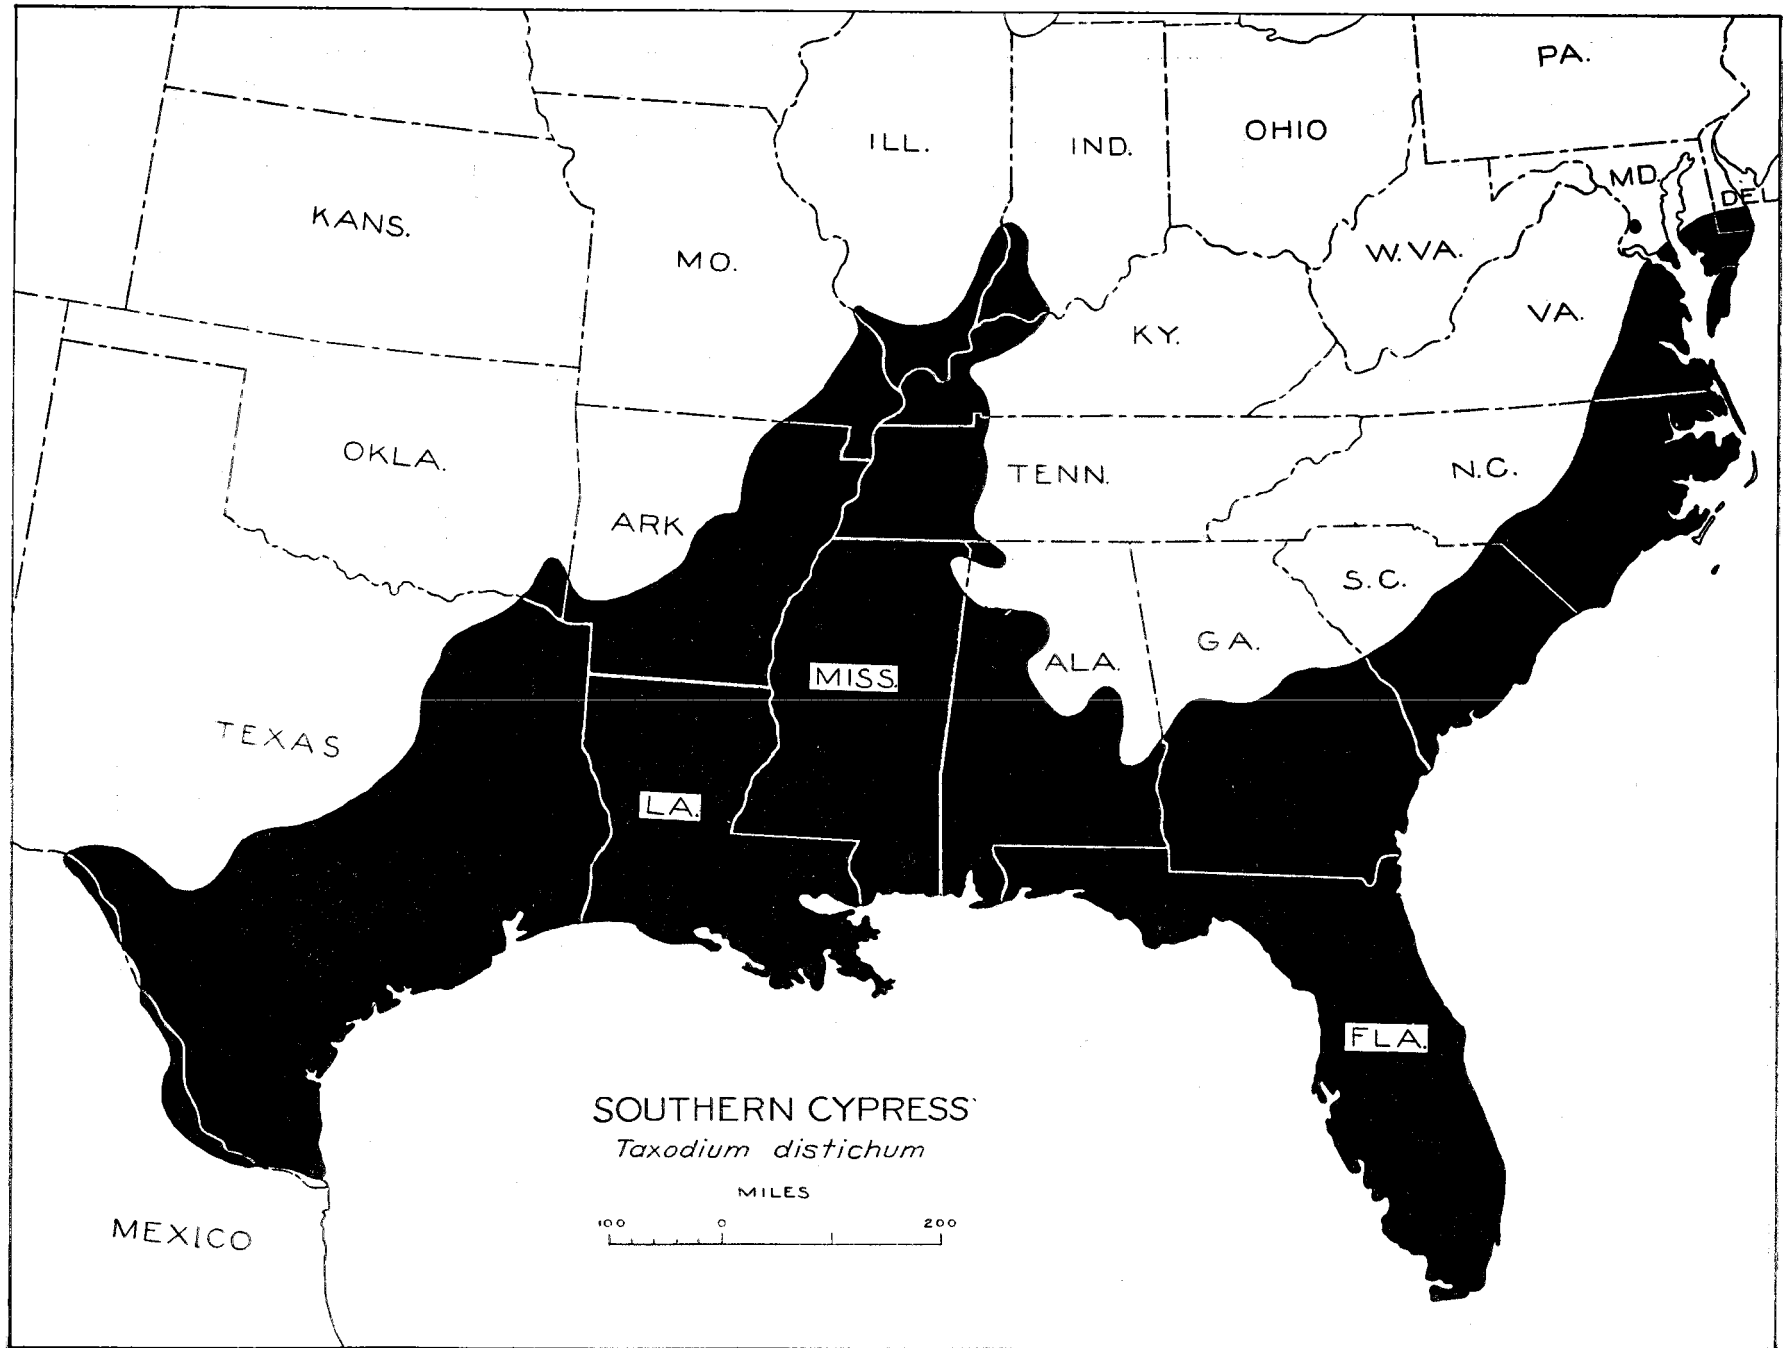 PA.
ILL.
IND.
OHIO
MD.
DEL
KANS.
MO.
W.VA.
VA.
KY.
OKLA.
TENN.
N.C.
ARK
S.C.
GA.
ALA.
MISS.
TEXAS
LA.
FLA.
SOUTHERN CYPRESS
Taxodium distichum
MILES
100 0 200
MEXICO